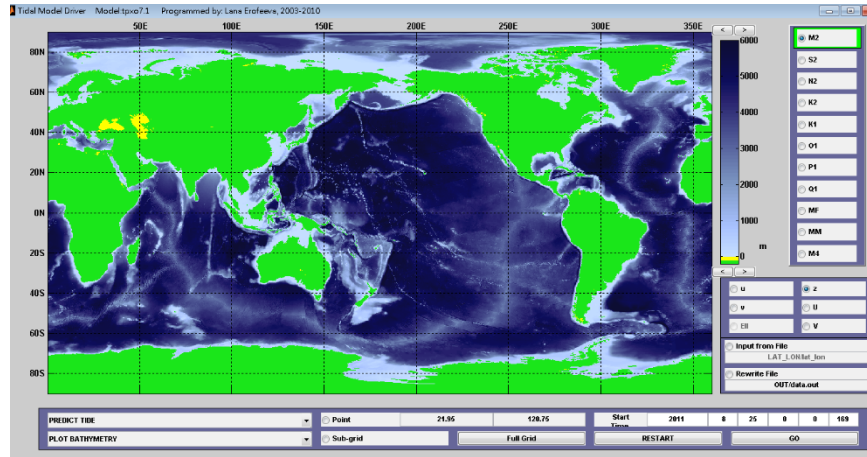 Tidal Model Driver Model:tpxo7.1 Programmed by: Lana Erofeeva, 2003-2010
50E 100E 150E 200E 250E 300E 350E
80N
60N
40N
20N
0N
20S
40S
60S
80S
< >
6000
5000
4000
3000
2000
1000
0
m
< >
M2
S2
N2
K2
K1
O1
P1
Q1
MF
MM
M4
u z
v U
Ell V
Input from File
LAT_LON/lat_lon
Rewrite File
OUT/data.out
PREDICT TIDE Point 21.95 120.75 Start Time 2011 8 25 0 0 169
PLOT BATHYMETRY Sub-grid Full Grid RESTART GO